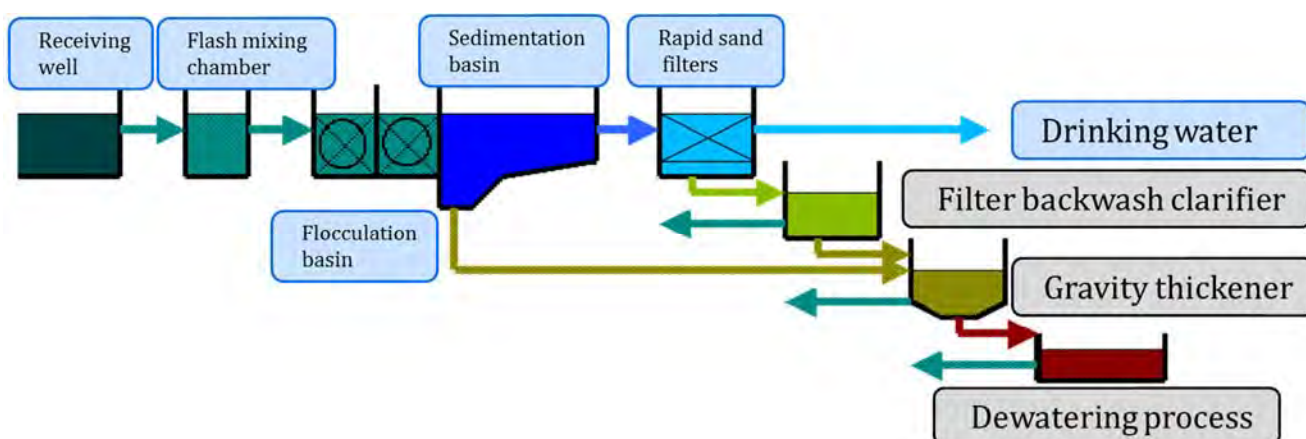 Receiving
well
Flash mixing
chamber
Sedimentation
basin
Rapid sand
filters
Drinking water
Filter backwash clarifier
Flocculation
basin
Gravity thickener
Dewatering process